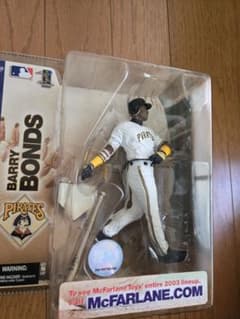 BARRY
BONDS
PIRATES
WARNING:
PIRATES
To see McFarlane Toys' entire 2003 lineup,
McFARLANE.COM